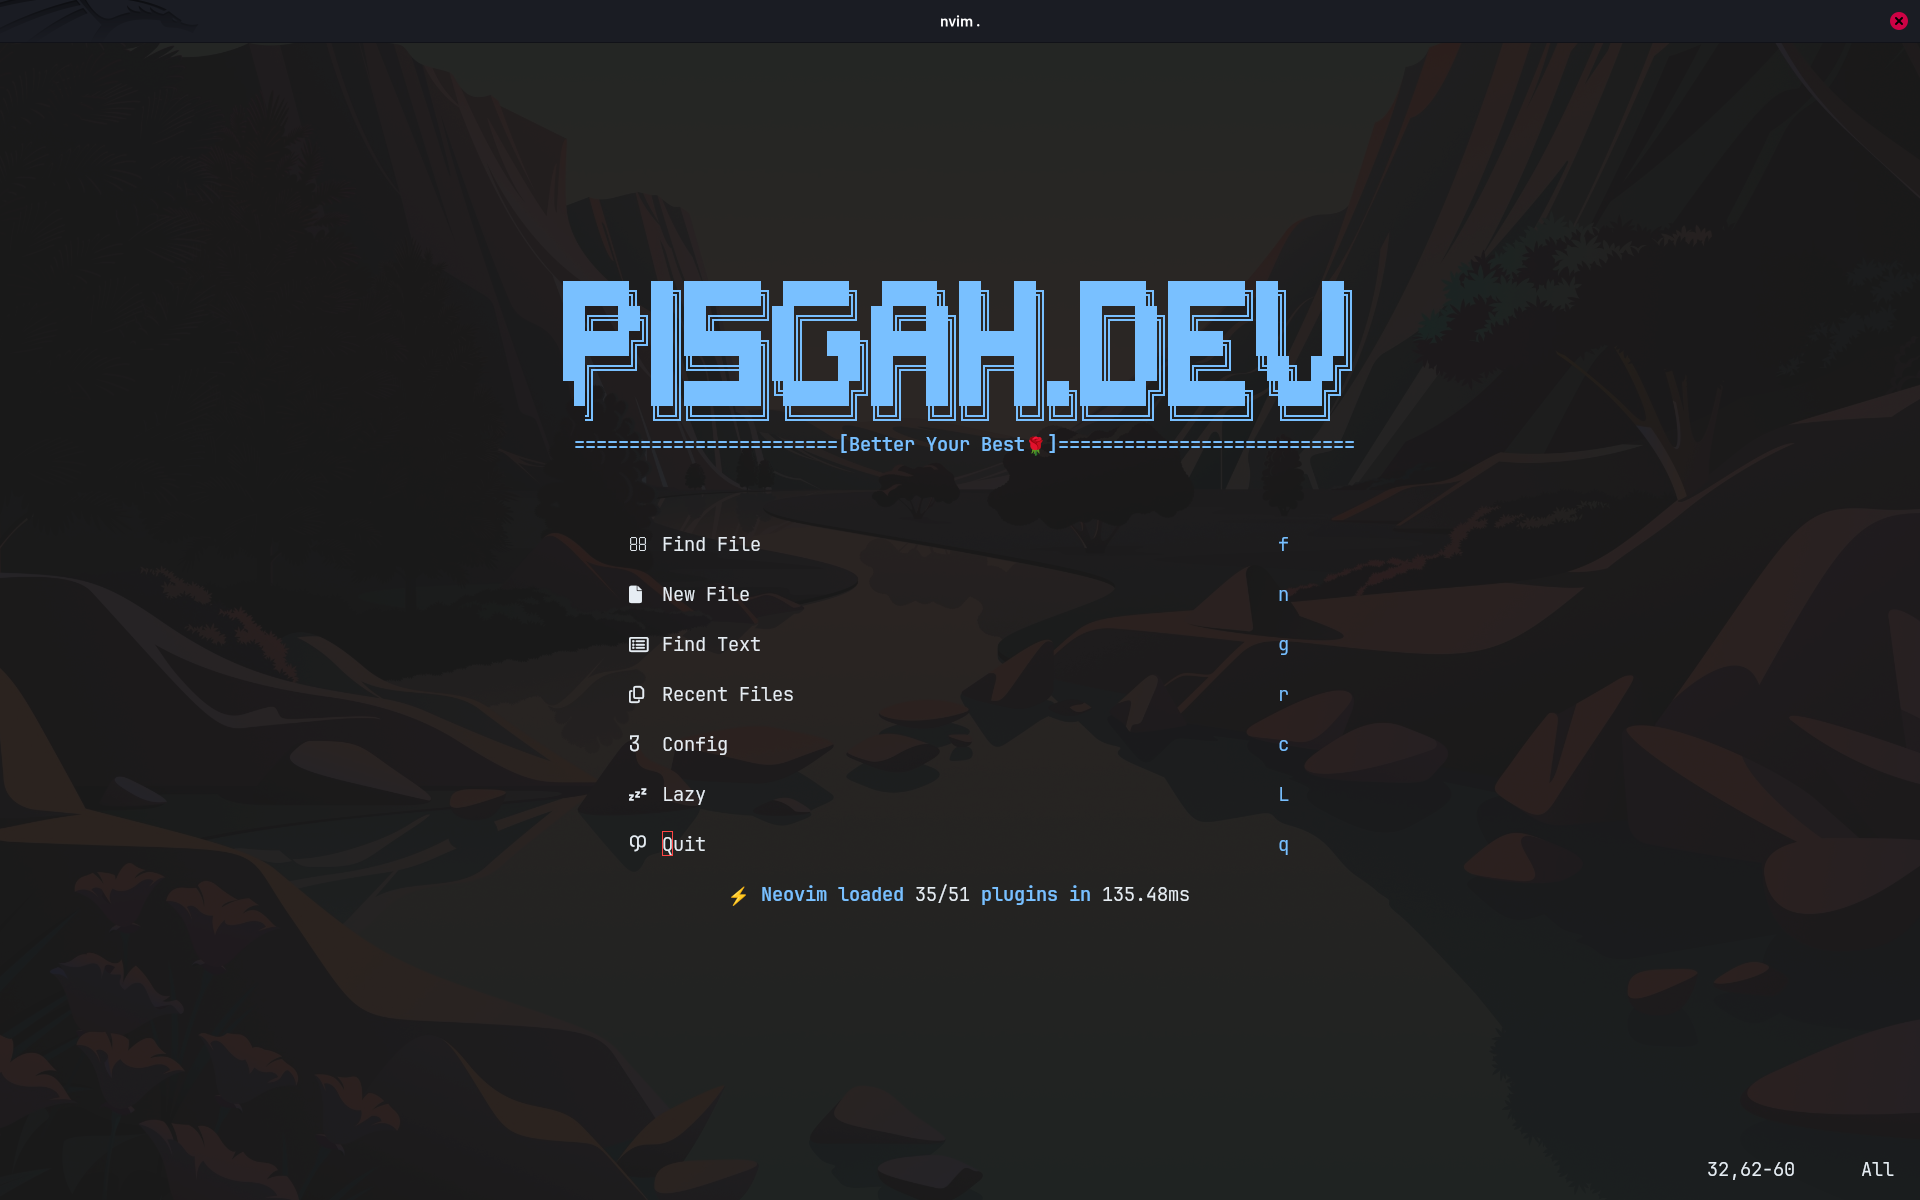 nvim .
PISGAH.DEV
========================[Better Your Best🌹]===========================
Find File f
New File n
Find Text g
Recent Files r
Config c
zzz Lazy L
Quit q
⚡ Neovim loaded 35/51 plugins in 135.48ms
32,62-60 All